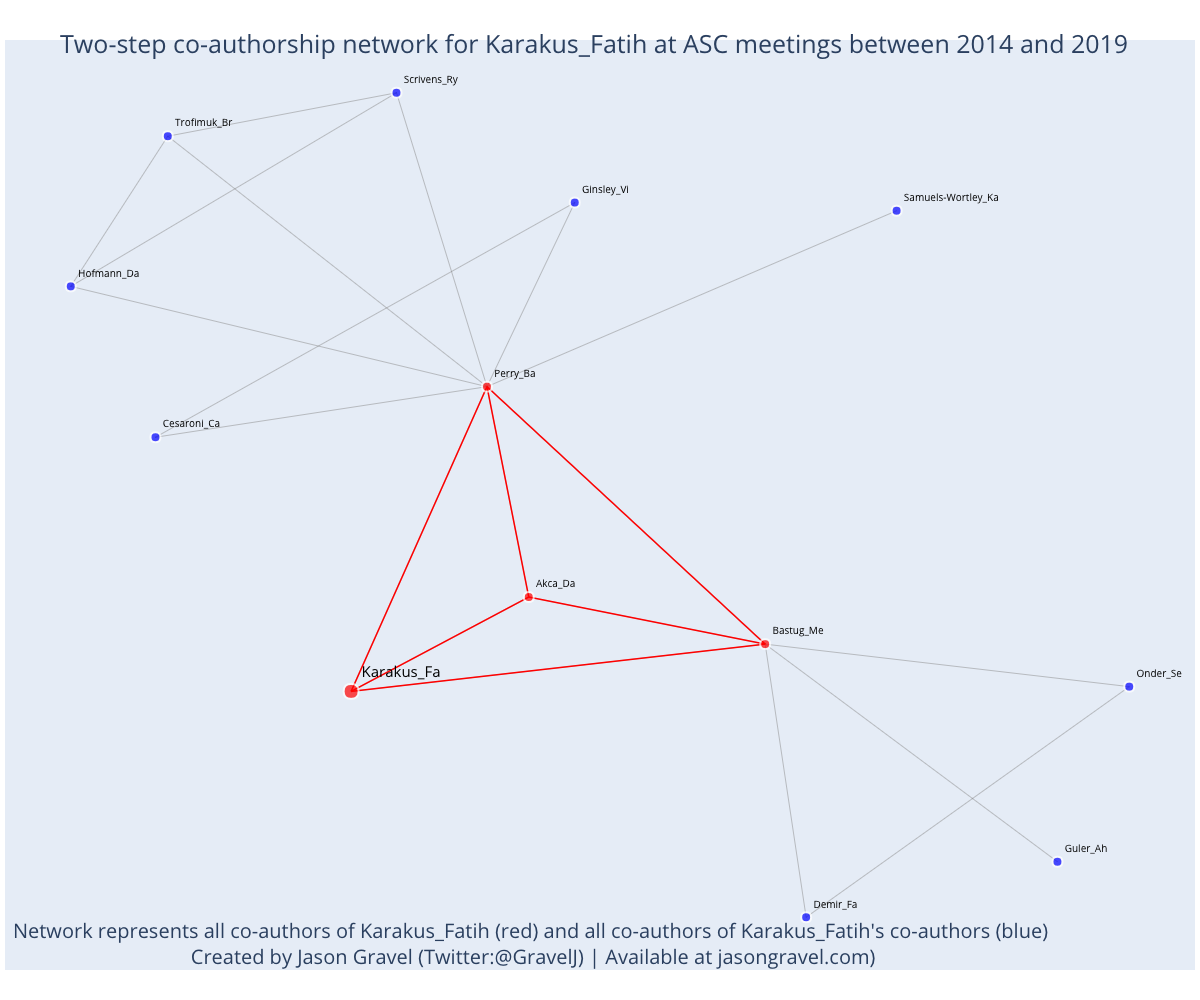 Two-step co-authorship network for Karakus_Fatih at ASC meetings between 2014 and 2019
Scrivens_Ry
Trofimuk_Br
Ginsley_Vi
Samuels-Wortley_Ka
Hofmann_Da
Perry_Ba
Cesaroni_Ca
Akca_Da
Bastug_Me
Karakus_Fa
Onder_Se
Guler_Ah
Demir_Fa
Network represents all co-authors of Karakus_Fatih (red) and all co-authors of Karakus_Fatih's co-authors (blue)
Created by Jason Gravel (Twitter:@GravelJ) | Available at jasongravel.com)